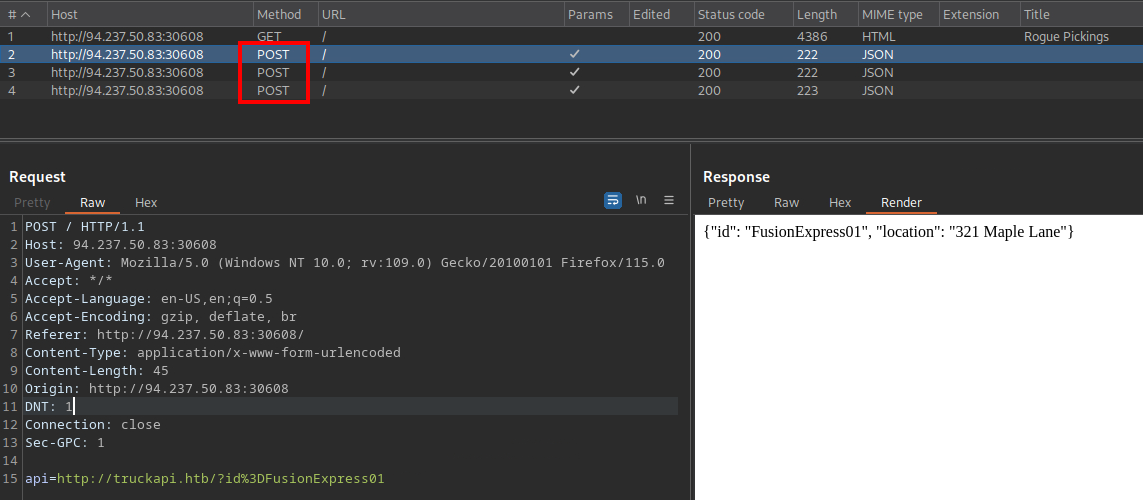 # Host Method URL Params Edited Status code Length MIME type Extension Title
1 http://94.237.50.83:30608 GET / 200 4386 HTML Rogue Pickings
2 http://94.237.50.83:30608 POST / ✓ 200 222 JSON
3 http://94.237.50.83:30608 POST / ✓ 200 222 JSON
4 http://94.237.50.83:30608 POST / ✓ 200 223 JSON
Request
Pretty Raw Hex \n
1 POST / HTTP/1.1
2 Host: 94.237.50.83:30608
3 User-Agent: Mozilla/5.0 (Windows NT 10.0; rv:109.0) Gecko/20100101 Firefox/115.0
4 Accept: */*
5 Accept-Language: en-US,en;q=0.5
6 Accept-Encoding: gzip, deflate, br
7 Referer: http://94.237.50.83:30608/
8 Content-Type: application/x-www-form-urlencoded
9 Content-Length: 45
10 Origin: http://94.237.50.83:30608
11 DNT: 1
12 Connection: close
13 Sec-GPC: 1
14
15 api=http://truckapi.htb/?id%3DFusionExpress01
Response
Pretty Raw Hex Render
{"id": "FusionExpress01", "location": "321 Maple Lane"}